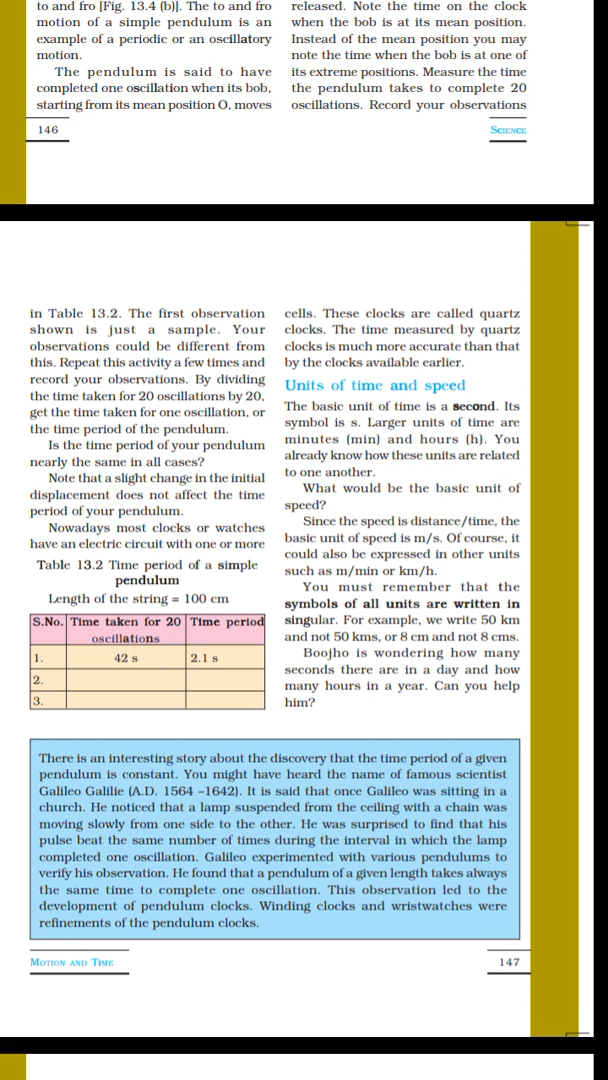 to and fro [Fig. 13.4 (b)]. The to and fro
motion of a simple pendulum is an
example of a periodic or an oscillatory
motion.
The pendulum is said to have
completed one oscillation when its bob,
starting from its mean position O, moves
released. Note the time on the clock
when the bob is at its mean position.
Instead of the mean position you may
note the time when the bob is at one of
its extreme positions. Measure the time
the pendulum takes to complete 20
oscillations. Record your observations
146
SCIENCE
in Table 13.2. The first observation
shown is just a sample. Your
observations could be different from
this. Repeat this activity a few times and
record your observations. By dividing
the time taken for 20 oscillations by 20,
get the time taken for one oscillation, or
the time period of the pendulum.
Is the time period of your pendulum
nearly the same in all cases?
Note that a slight change in the initial
displacement does not affect the time
period of your pendulum.
Nowadays most clocks or watches
have an electric circuit with one or more
Table 13.2 Time period of a simple
pendulum
Length of the string = 100 cm
S.No. Time taken for 20 Time period
oscillations
1. 42 s 2.1 s
2.
3.
cells. These clocks are called quartz
clocks. The time measured by quartz
clocks is much more accurate than that
by the clocks available earlier.
Units of time and speed
The basic unit of time is a second. Its
symbol is s. Larger units of time are
minutes (min) and hours (h). You
already know how these units are related
to one another.
What would be the basic unit of
speed?
Since the speed is distance/time, the
basic unit of speed is m/s. Of course, it
could also be expressed in other units
such as m/min or km/h.
You must remember that the
symbols of all units are written in
singular. For example, we write 50 km
and not 50 kms, or 8 cm and not 8 cms.
Boojho is wondering how many
seconds there are in a day and how
many hours in a year. Can you help
him?
There is an interesting story about the discovery that the time period of a given
pendulum is constant. You might have heard the name of famous scientist
Galileo Galilie (A.D. 1564 –1642). It is said that once Galileo was sitting in a
church. He noticed that a lamp suspended from the ceiling with a chain was
moving slowly from one side to the other. He was surprised to find that his
pulse beat the same number of times during the interval in which the lamp
completed one oscillation. Galileo experimented with various pendulums to
verify his observation. He found that a pendulum of a given length takes always
the same time to complete one oscillation. This observation led to the
development of pendulum clocks. Winding clocks and wristwatches were
refinements of the pendulum clocks.
MOTION AND TIME
147